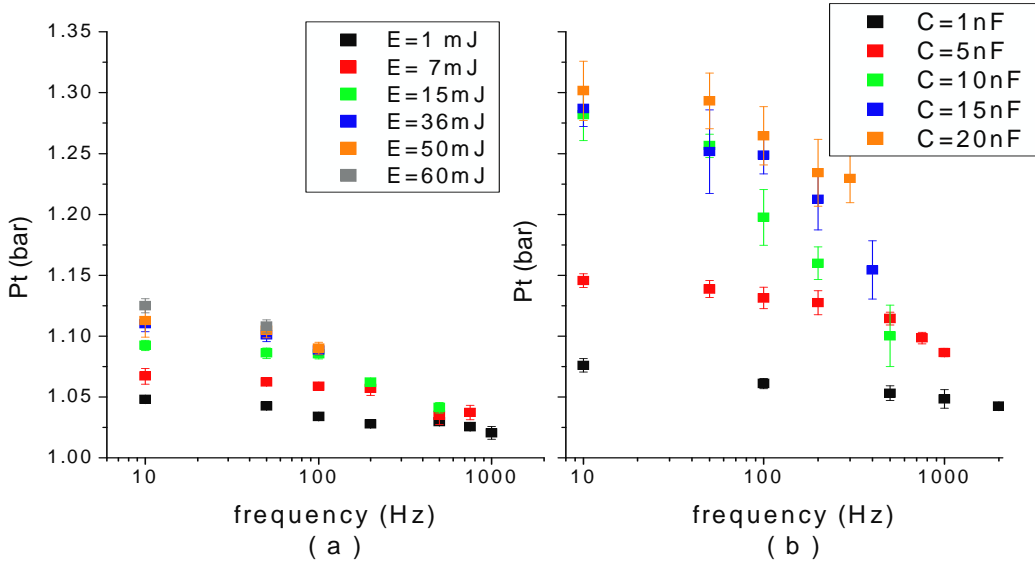 1.35
1.30
1.25
1.20
1.15
1.10
1.05
1.00
Pt (bar)
E=1 mJ
E= 7mJ
E=15mJ
E=36mJ
E=50mJ
E=60mJ
10
100
1000
frequency (Hz)
( a )
Pt (bar)
C=1nF
C=5nF
C=10nF
C=15nF
C=20nF
10
100
1000
frequency (Hz)
( b )